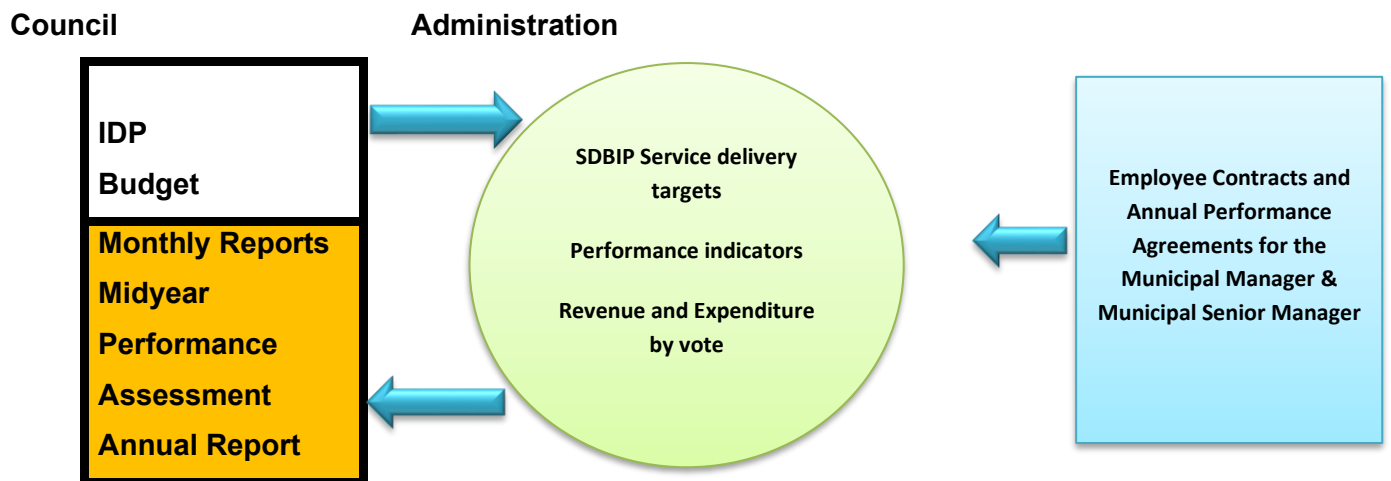 Council
Administration
IDP
Budget
Monthly Reports
Midyear
Performance
Assessment
Annual Report
SDBIP Service delivery
targets
Performance indicators
Revenue and Expenditure
by vote
Employee Contracts and
Annual Performance
Agreements for the
Municipal Manager &
Municipal Senior Manager